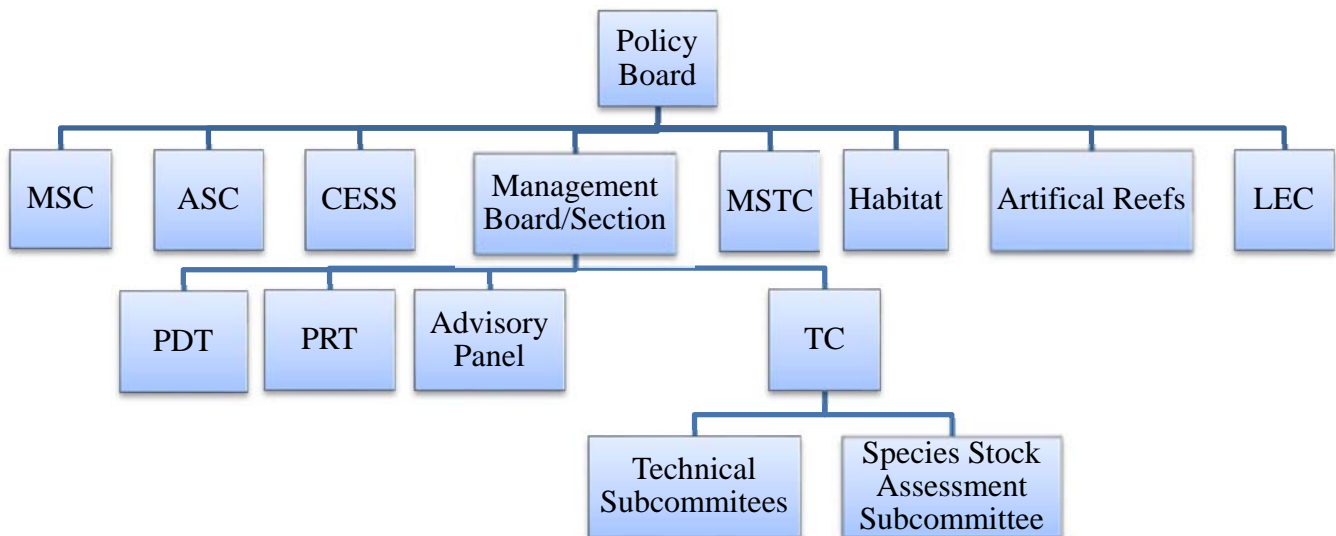 Policy
Board
MSC
ASC
CESS
Management
Board/Section
MSTC
Habitat
Artifical Reefs
LEC
PDT
PRT
Advisory
Panel
TC
Technical
Subcommitees
Species Stock
Assessment
Subcommittee